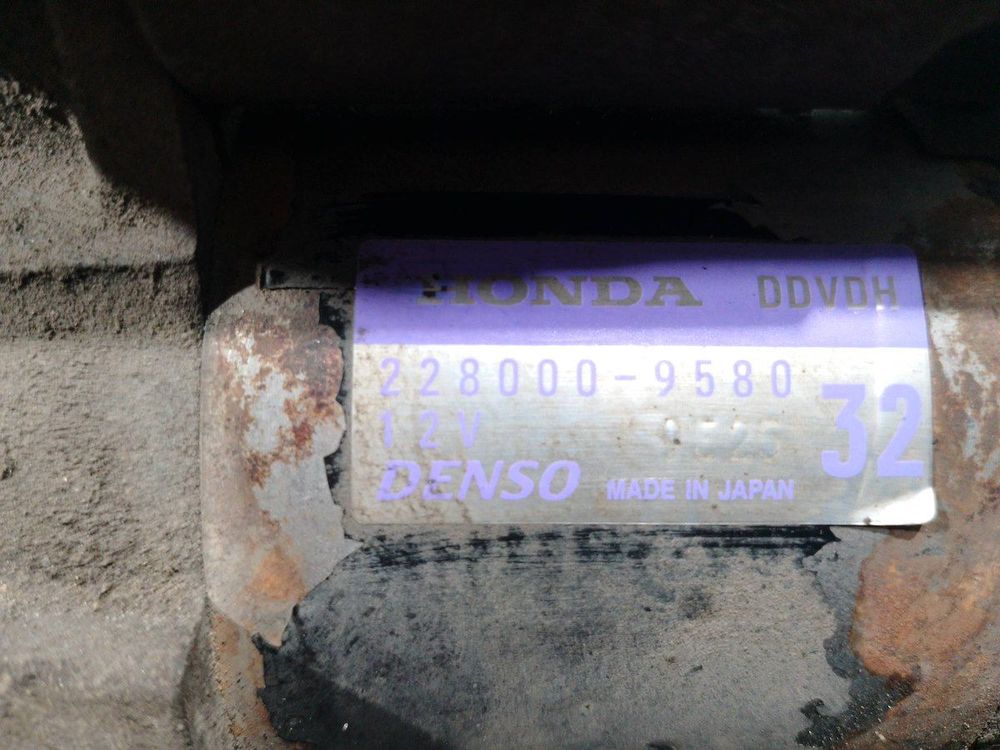 HONDA DDVDH
228000-9580
12V
32
DENSO MADE IN JAPAN